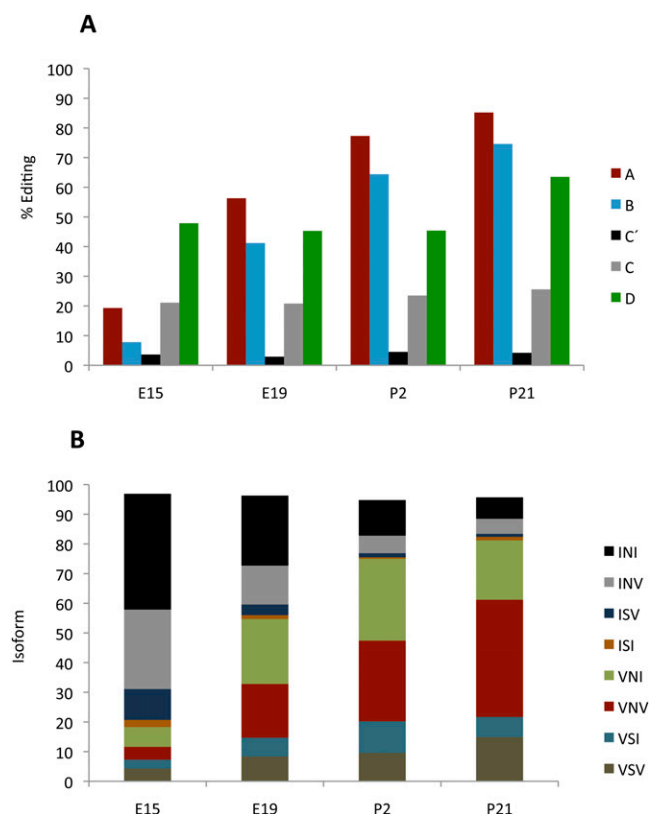 A
100
90
80
70
60
50
40
30
20
10
0
% Editing
E15 E19 P2 P21
A
B
C´
C
D
B
100
90
80
70
60
50
40
30
20
10
0
Isoform
E15 E19 P2 P21
INI
INV
ISV
ISI
VNI
VNV
VSI
VSV